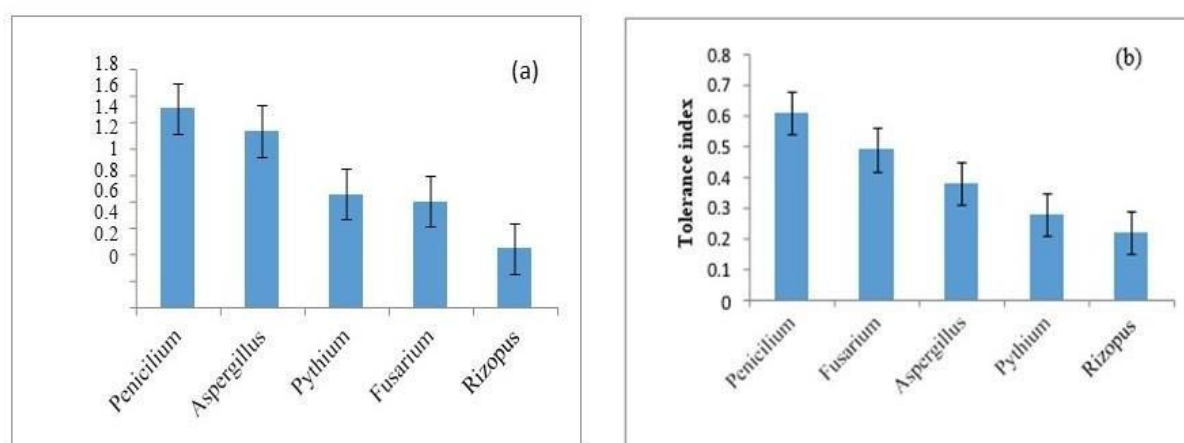 (a)
1.8
1.6
1.4
1.2
1
0.8
0.6
0.4
0.2
0
Penicilium
Aspergillus
Pythium
Fusarium
Rizopus
(b)
Tolerance index
0.8
0.7
0.6
0.5
0.4
0.3
0.2
0.1
0
Penicilium
Fusarium
Aspergillus
Pythium
Rizopus